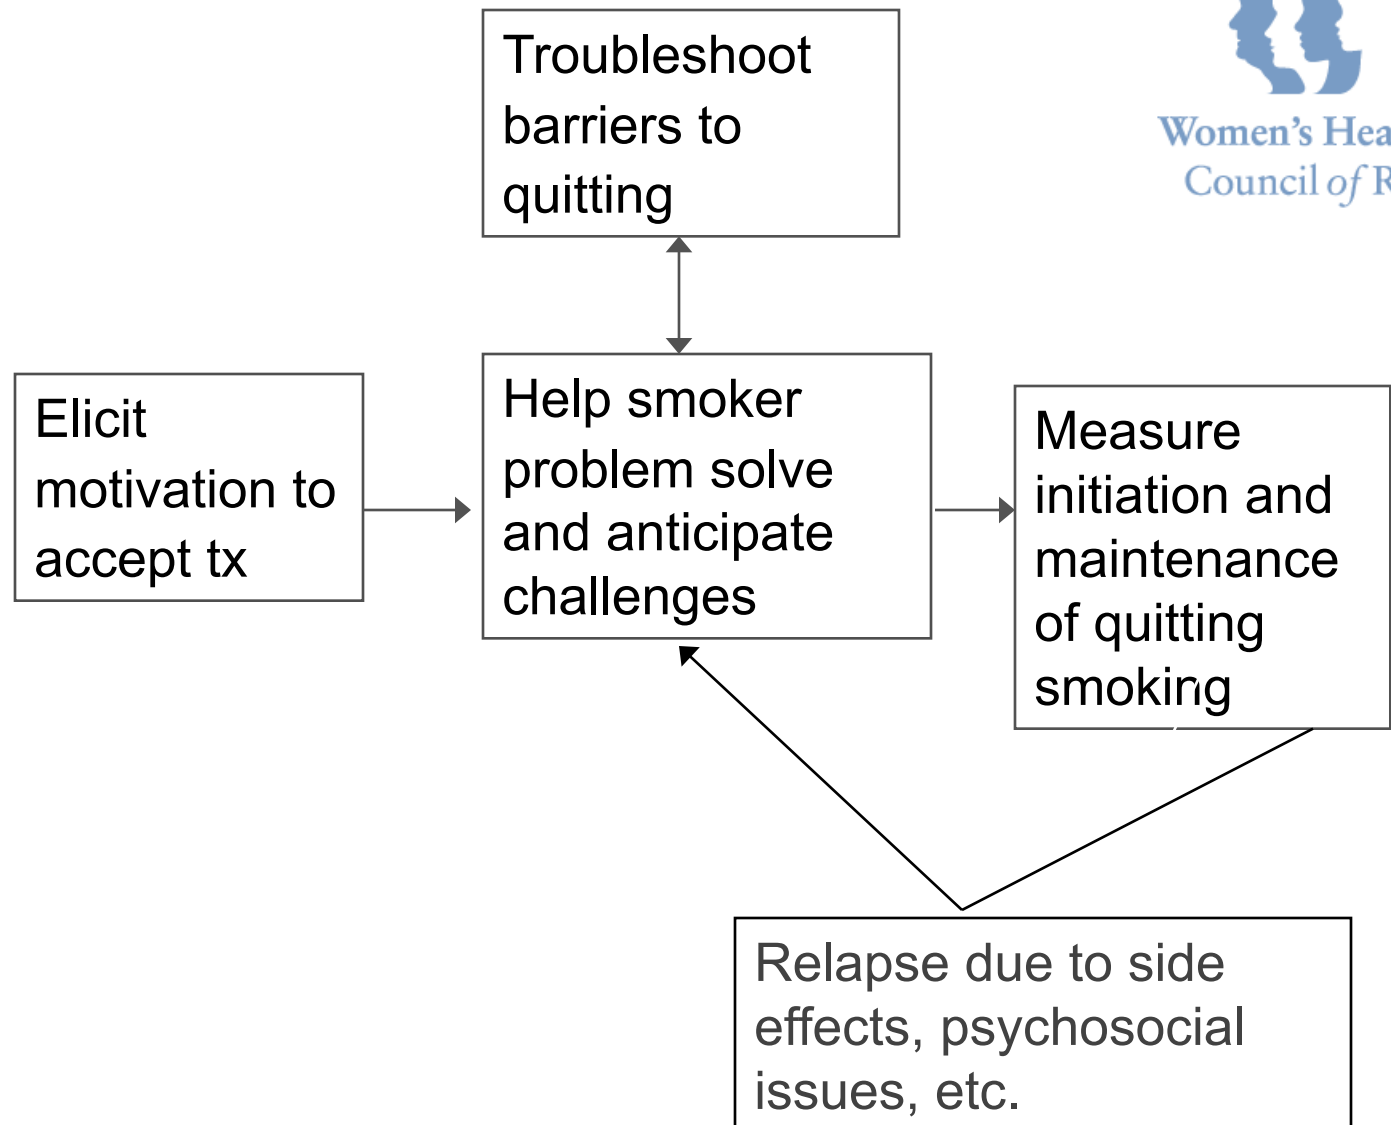 Troubleshoot
barriers to
quitting
Women's
Council of
Elicit
motivation to
accept tx
Help smoker
problem solve
and anticipate
challenges
Measure
initiation and
maintenance
of quitting
smoking
Relapse due to side
effects, psychosocial
issues, etc.